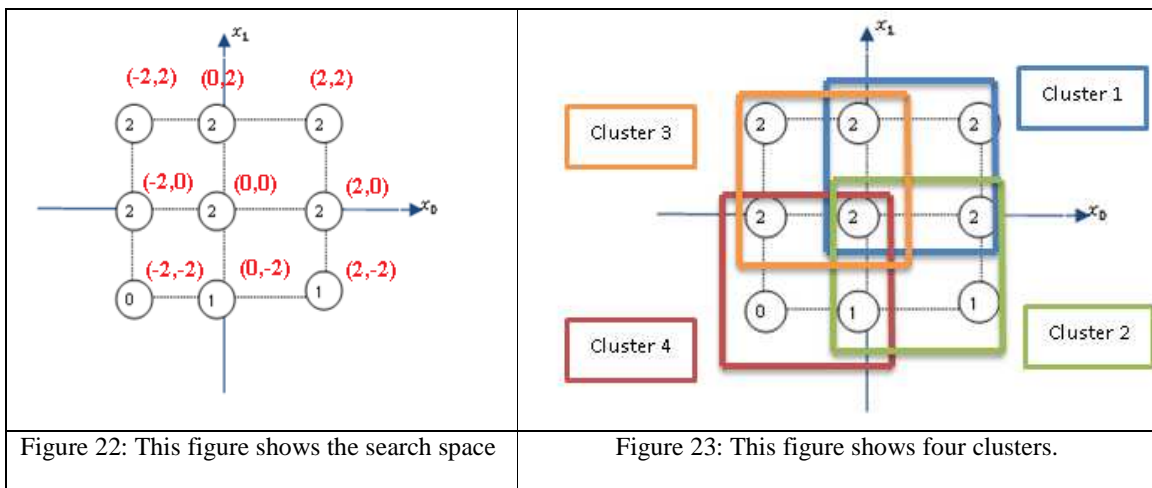 x₁
(-2,2) (0,2) (2,2)
2 2 2
(-2,0) (0,0) (2,0)
2 2 2 x₀
(-2,-2) (0,-2) (2,-2)
0 1 1
Figure 22: This figure shows the search space
x₁
Cluster 1
Cluster 3
2 2 2
2 2 2 x₀
0 1 1
Cluster 4
Cluster 2
Figure 23: This figure shows four clusters.